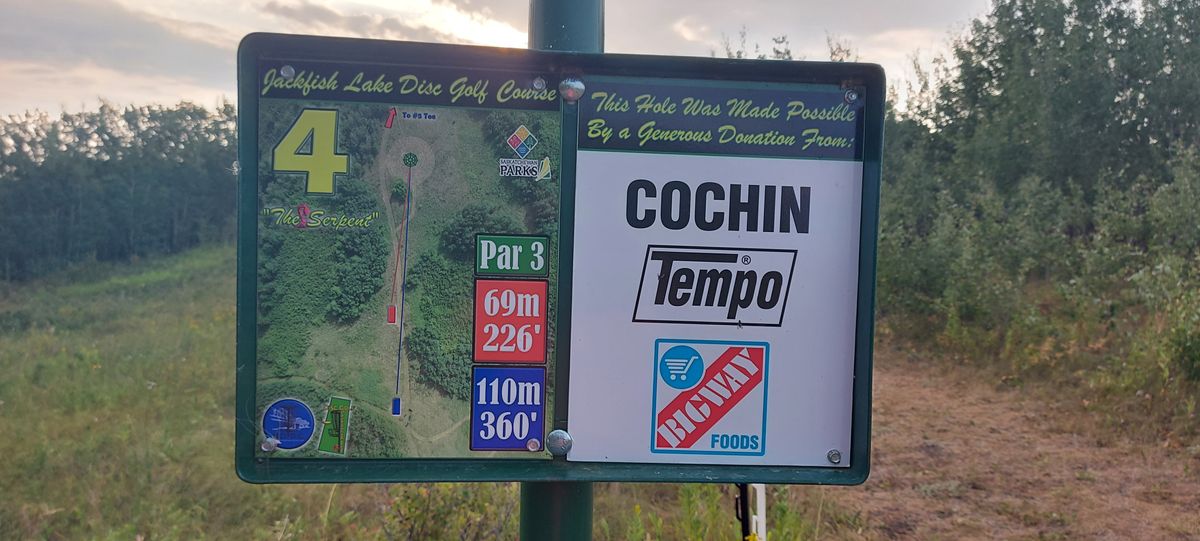 Jackfish Lake Disc Golf Course
4
"The Serpent"
To #5 Tee
SASKATCHEWAN
PARKS
Par 3
69m
226'
110m
360'
This Hole Was Made Possible
By a Generous Donation From:
COCHIN
Tempo®
BIGWAY
FOODS